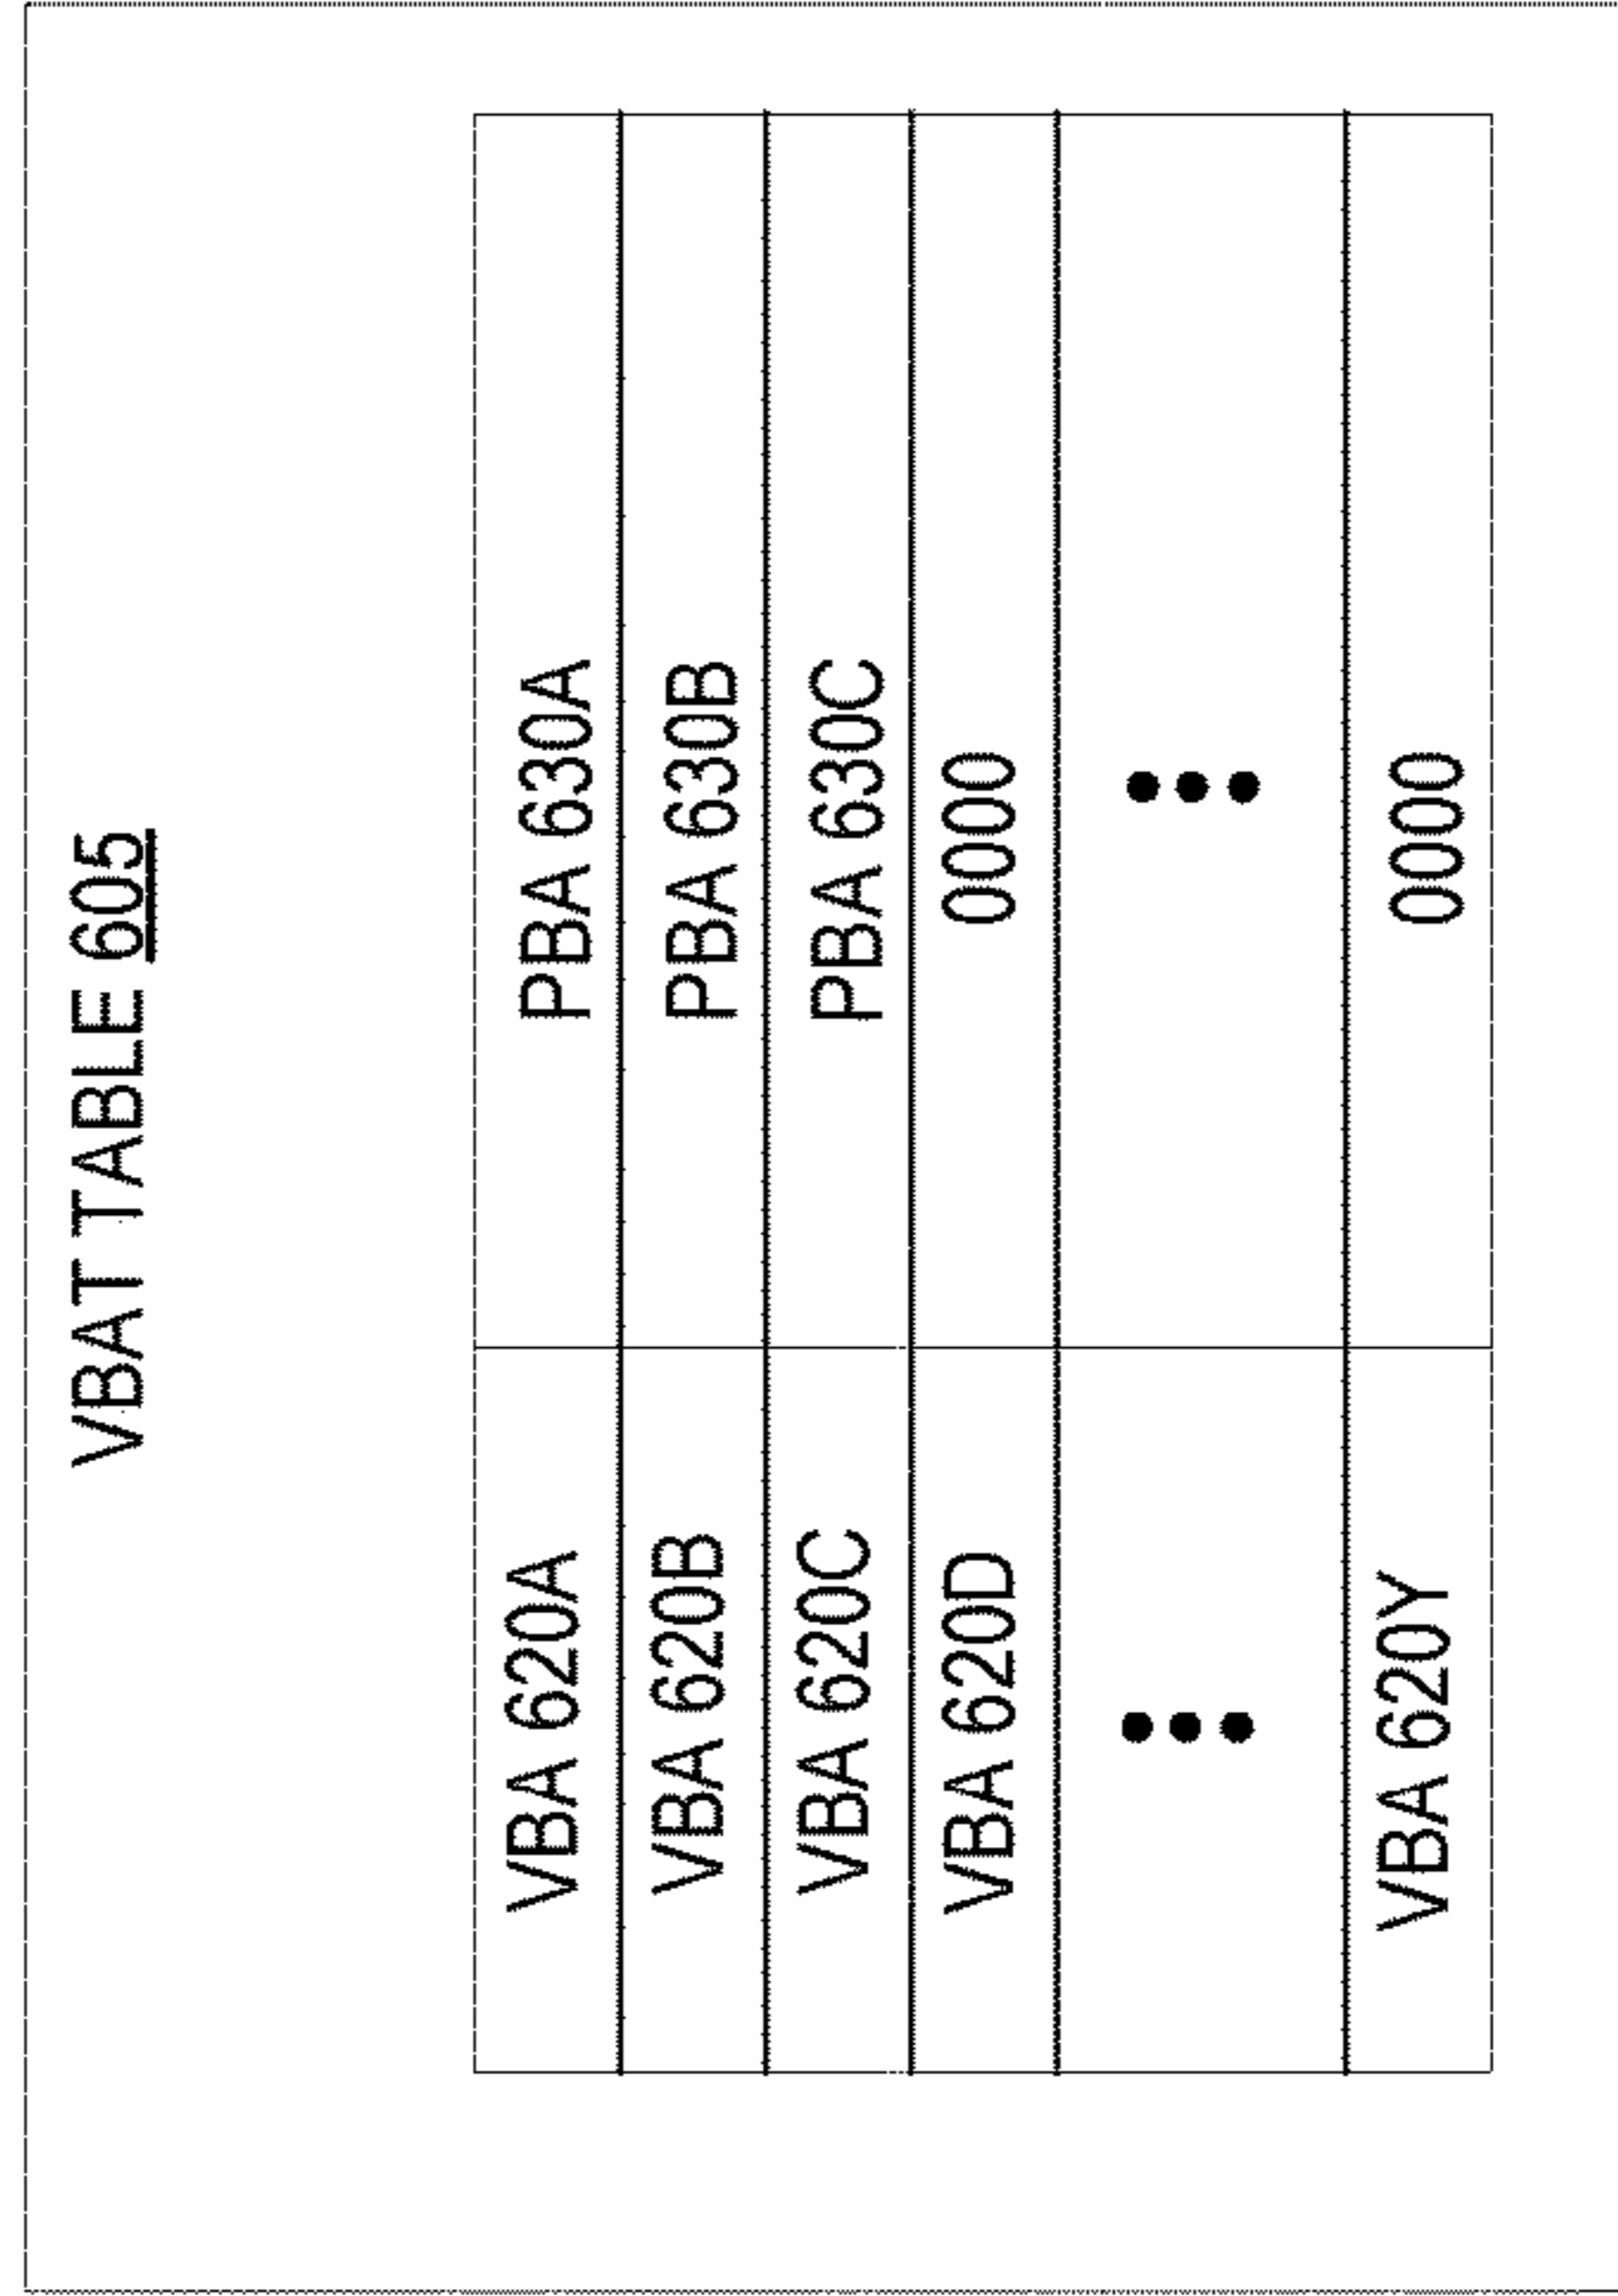 VBAT TABLE 605
VBA 620A PBA 630A
VBA 620B PBA 630B
VBA 620C PBA 630C
VBA 620D 0000
••• •••
VBA 620Y 0000